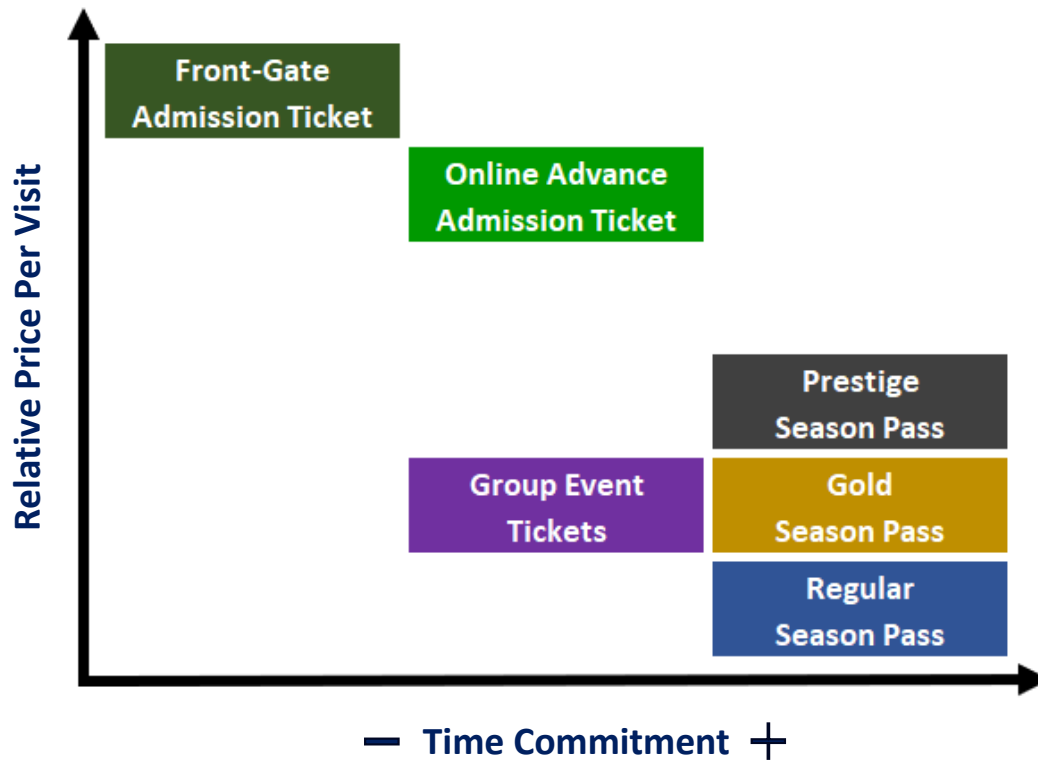 Relative Price Per Visit
Front-Gate
Admission Ticket
Online Advance
Admission Ticket
Prestige
Season Pass
Group Event
Tickets
Gold
Season Pass
Regular
Season Pass
– Time Commitment +